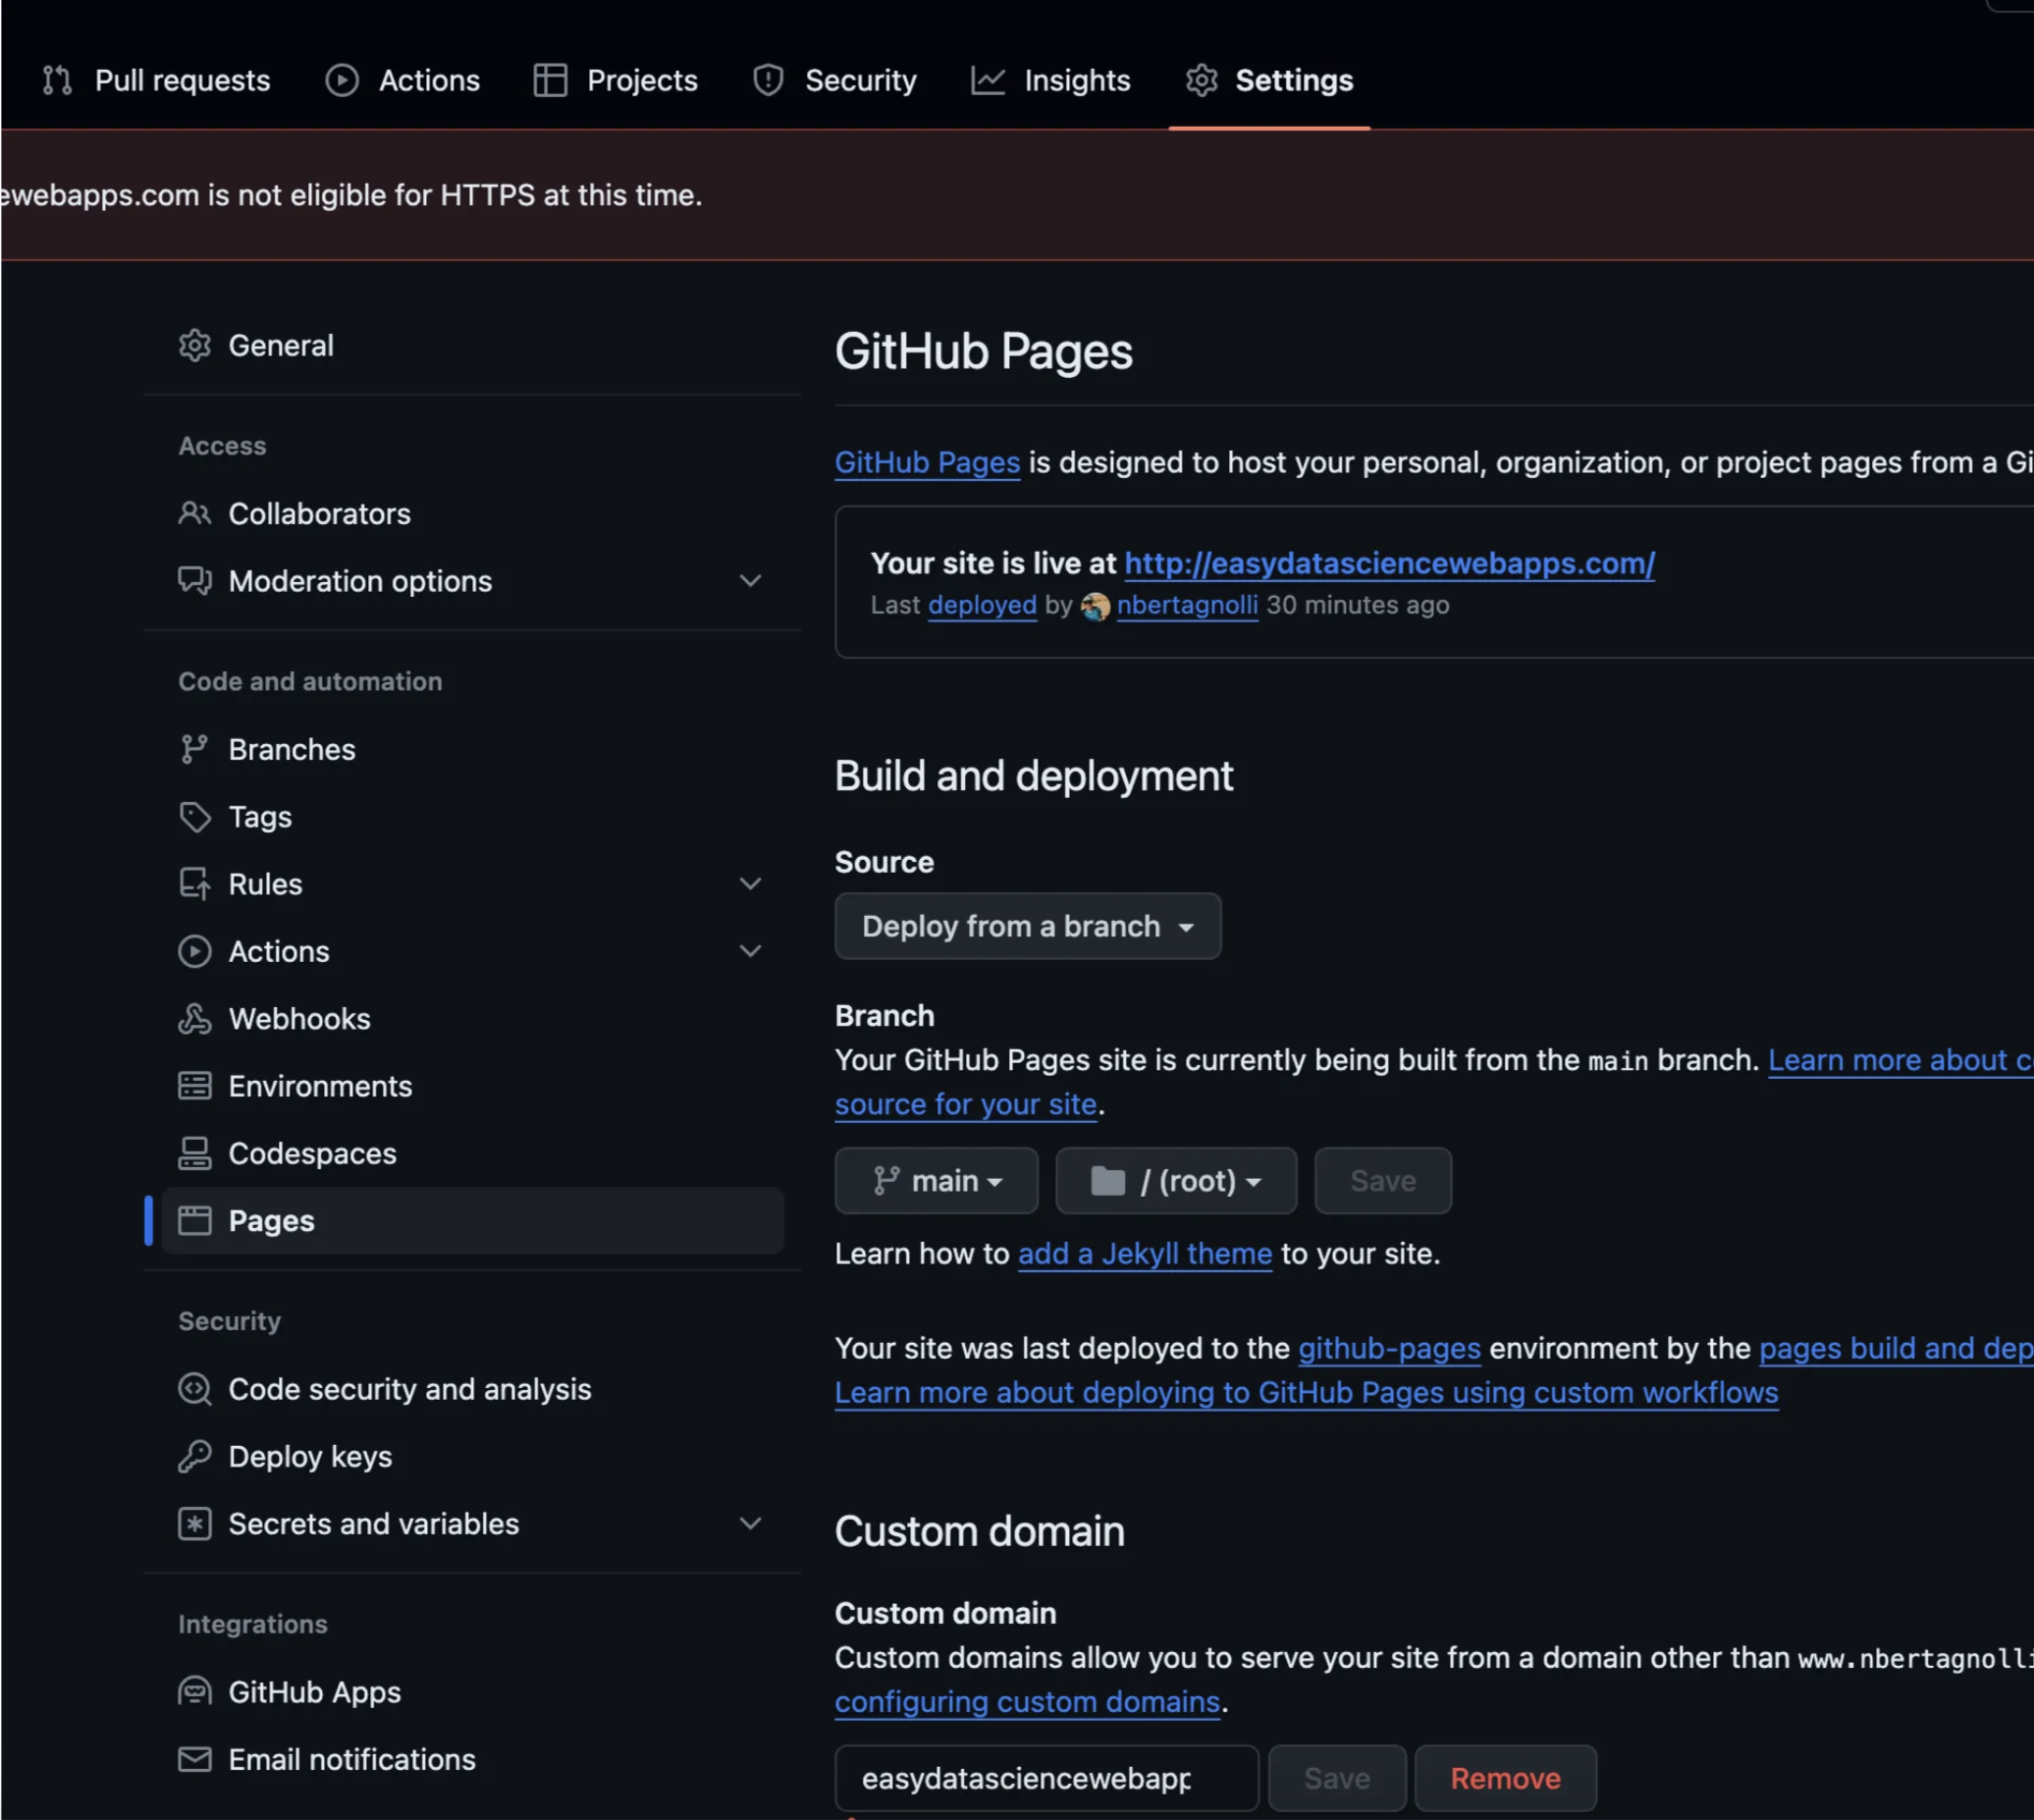 Pull requests Actions Projects Security Insights Settings
ewebapps.com is not eligible for HTTPS at this time.
General
Access
Collaborators
Moderation options
Code and automation
Branches
Tags
Rules
Actions
Webhooks
Environments
Codespaces
Pages
Security
Code security and analysis
Deploy keys
Secrets and variables
Integrations
GitHub Apps
Email notifications
GitHub Pages
GitHub Pages is designed to host your personal, organization, or project pages from a Gi
Your site is live at http://easydatasciencewebapps.com/
Last deployed by nbertagnolli 30 minutes ago
Build and deployment
Source
Deploy from a branch
Branch
Your GitHub Pages site is currently being built from the main branch. Learn more about c
source for your site.
main / (root) Save
Learn how to add a Jekyll theme to your site.
Your site was last deployed to the github-pages environment by the pages build and dep
Learn more about deploying to GitHub Pages using custom workflows
Custom domain
Custom domain
Custom domains allow you to serve your site from a domain other than www.nbertagnolli
configuring custom domains.
easydatasciencewebapp Save Remove